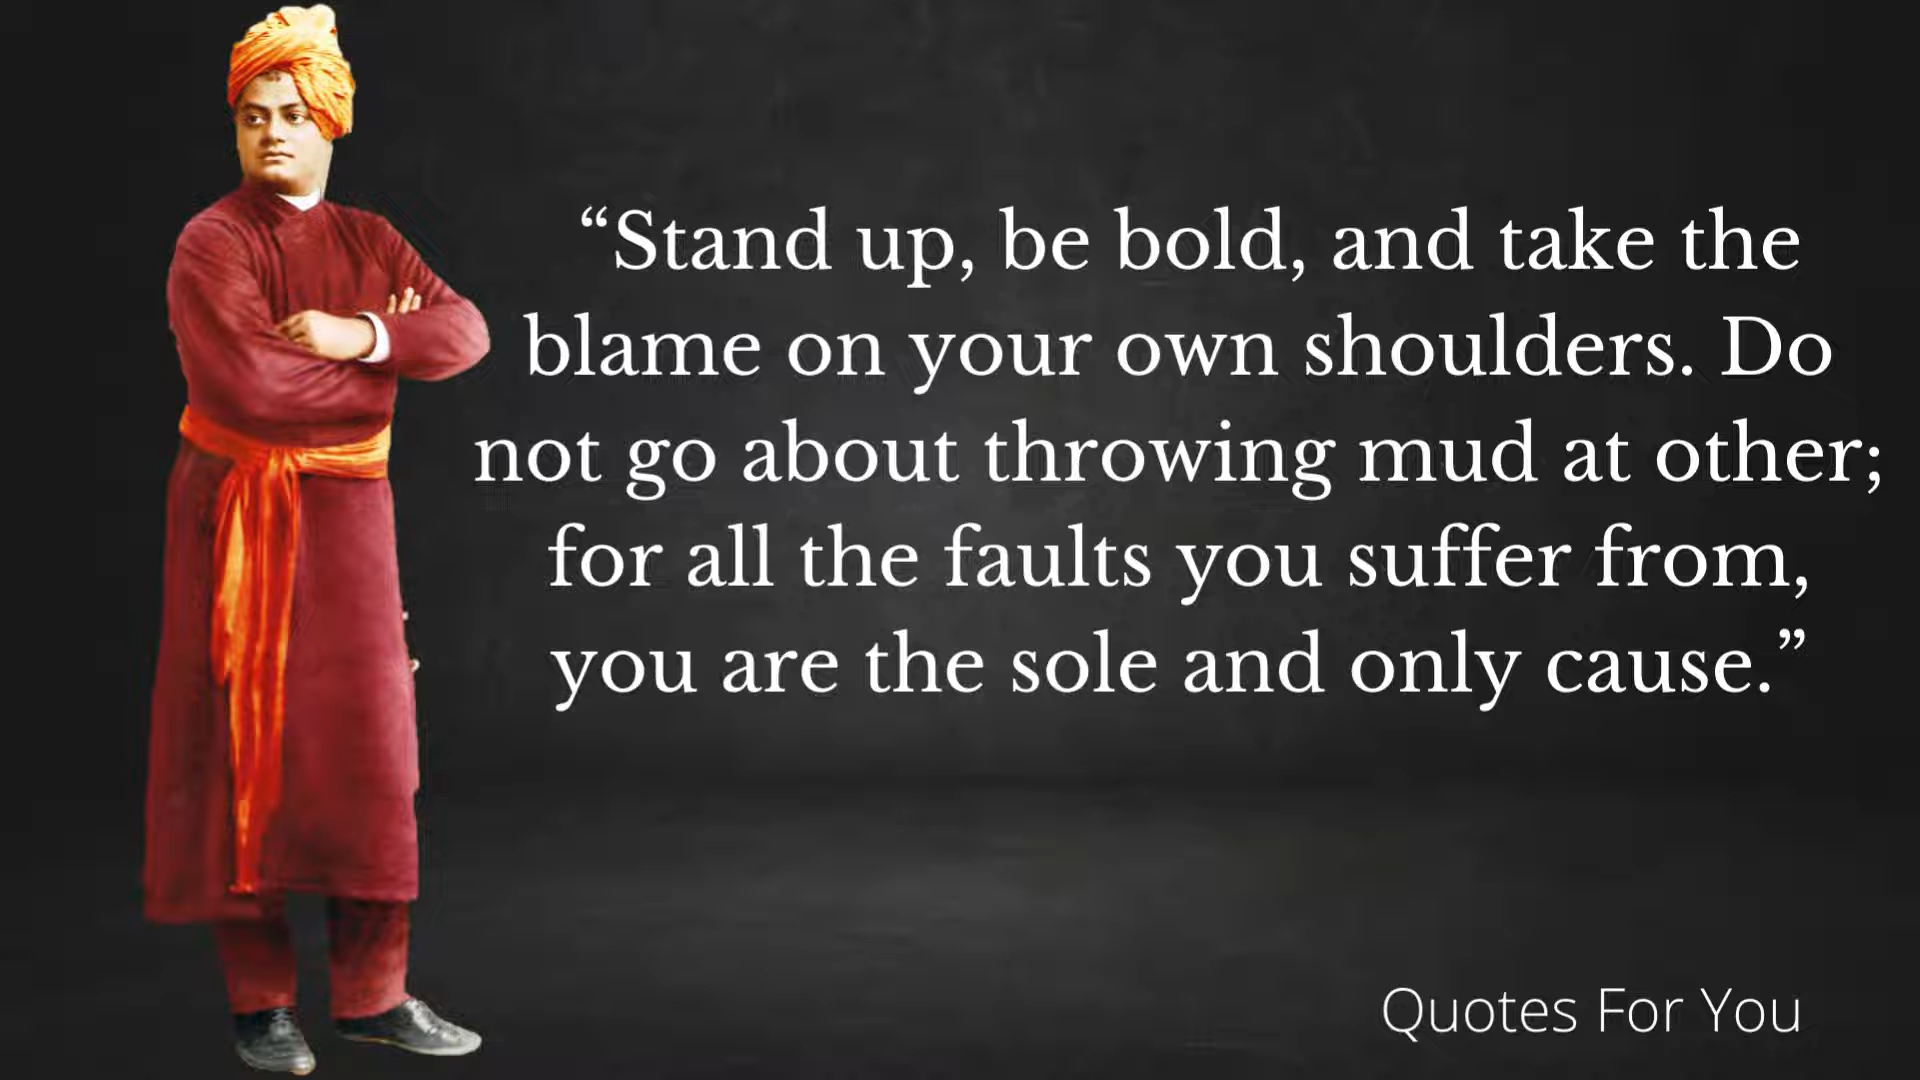 “Stand up, be bold, and take the
blame on your own shoulders. Do
not go about throwing mud at other;
for all the faults you suffer from,
you are the sole and only cause.”
Quotes For You